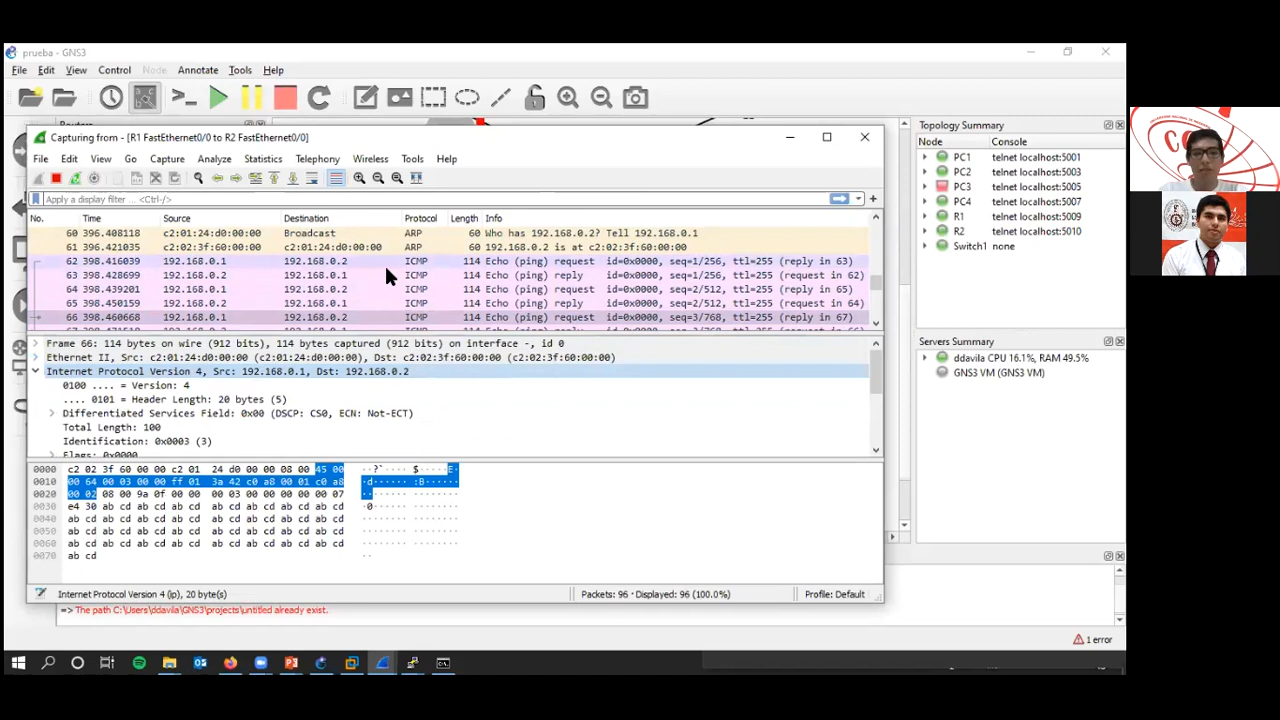 prueba - GNS3
File Edit View Control Node Annotate Tools Help
Capturing from - [R1 FastEthernet0/0 to R2 FastEthernet0/0]
File Edit View Go Capture Analyze Statistics Telephony Wireless Tools Help
Apply a display filter ... <Ctrl-/>
No. Time Source Destination Protocol Length Info
60 396.408118 c2:01:24:d0:00:00 Broadcast ARP 60 Who has 192.168.0.2? Tell 192.168.0.1
61 396.421035 c2:02:3f:60:00:00 c2:01:24:d0:00:00 ARP 60 192.168.0.2 is at c2:02:3f:60:00:00
62 398.416039 192.168.0.1 192.168.0.2 ICMP 114 Echo (ping) request id=0x0000, seq=1/256, ttl=255 (reply in 63)
63 398.428699 192.168.0.2 192.168.0.1 ICMP 114 Echo (ping) reply id=0x0000, seq=1/256, ttl=255 (request in 62)
64 398.439201 192.168.0.1 192.168.0.2 ICMP 114 Echo (ping) request id=0x0000, seq=2/512, ttl=255 (reply in 65)
65 398.450159 192.168.0.2 192.168.0.1 ICMP 114 Echo (ping) reply id=0x0000, seq=2/512, ttl=255 (request in 64)
66 398.460668 192.168.0.1 192.168.0.2 ICMP 114 Echo (ping) request id=0x0000, seq=3/768, ttl=255 (reply in 67)
Frame 66: 114 bytes on wire (912 bits), 114 bytes captured (912 bits) on interface -, id 0
Ethernet II, Src: c2:01:24:d0:00:00 (c2:01:24:d0:00:00), Dst: c2:02:3f:60:00:00 (c2:02:3f:60:00:00)
Internet Protocol Version 4, Src: 192.168.0.1, Dst: 192.168.0.2
0100 .... = Version: 4
.... 0101 = Header Length: 20 bytes (5)
Differentiated Services Field: 0x00 (DSCP: CS0, ECN: Not-ECT)
Total Length: 100
Identification: 0x0003 (3)
Flags: 0x0000
0000 c2 02 3f 60 00 00 c2 01 24 d0 00 00 08 00 45 00 ··?`···· $·····E·
0010 00 64 00 03 00 00 ff 01 3a 42 c0 a8 00 01 c0 a8 ·d······ :B······
0020 00 02 08 00 9a 0f 00 00 00 03 00 00 00 00 00 07
0030 e4 30 ab cd ab cd ab cd ab cd ab cd ab cd ab cd ·0······ ········
0040 ab cd ab cd ab cd ab cd ab cd ab cd ab cd ab cd ········ ········
0050 ab cd ab cd ab cd ab cd ab cd ab cd ab cd ab cd ········ ········
0060 ab cd ab cd ab cd ab cd ab cd ab cd ab cd ab cd ········ ········
0070 ab cd ··
Internet Protocol Version 4 (ip), 20 byte(s) Packets: 96 · Displayed: 96 (100.0%) Profile: Default
=> The path C:\Users\ddavila\GNS3\projects\untitled already exist.
1 error
Topology Summary
Node Console
PC1 telnet localhost:5001
PC2 telnet localhost:5003
PC3 telnet localhost:5005
PC4 telnet localhost:5007
R1 telnet localhost:5009
R2 telnet localhost:5010
Switch1 none
Servers Summary
ddavila CPU 16.1%, RAM 49.5%
GNS3 VM (GNS3 VM)